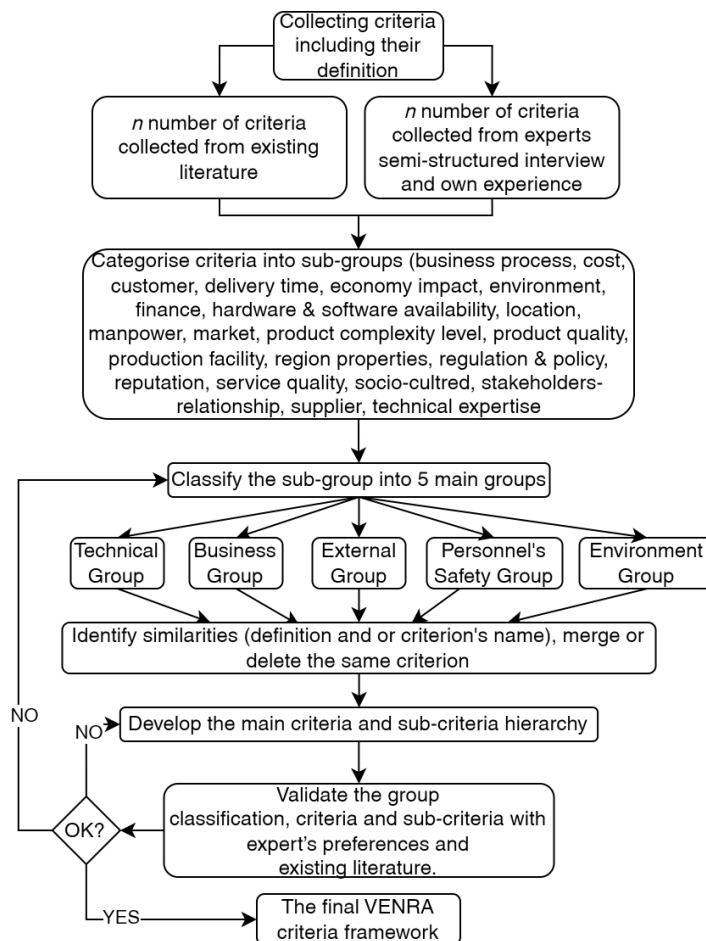 Collecting criteria
including their
definition
n number of criteria
collected from existing
literature
n number of criteria
collected from experts
semi-structured interview
and own experience
Categorise criteria into sub-groups (business process, cost,
customer, delivery time, economy impact, environment,
finance, hardware & software availability, location,
manpower, market, product complexity level, product quality,
production facility, region properties, regulation & policy,
reputation, service quality, socio-cultred, stakeholders-
relationship, supplier, technical expertise
Classify the sub-group into 5 main groups
Technical
Group
Business
Group
External
Group
Personnel's
Safety Group
Environment
Group
Identify similarities (definition and or criterion's name), merge or
delete the same criterion
NO
NO
Develop the main criteria and sub-criteria hierarchy
Validate the group
classification, criteria and sub-criteria with
expert's preferences and
existing literature.
OK?
YES
The final VENRA
criteria framework